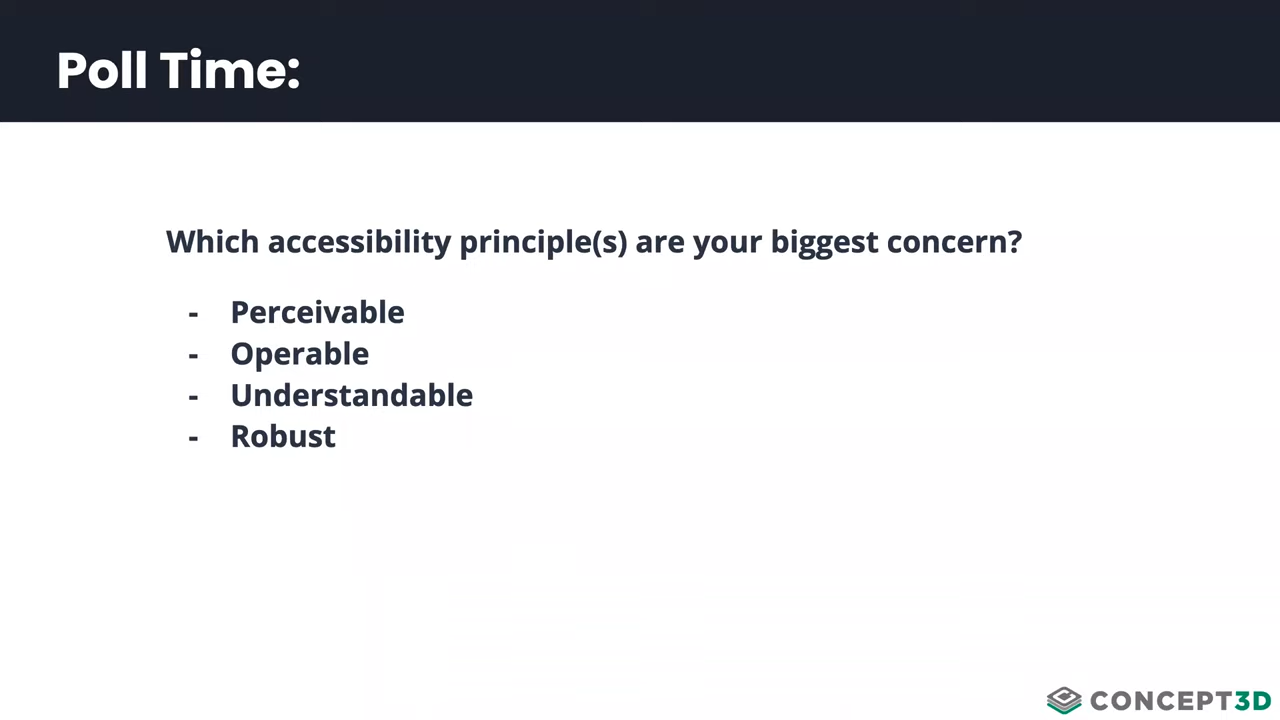 Poll Time:
Which accessibility principle(s) are your biggest concern?
- Perceivable
- Operable
- Understandable
- Robust
CONCEPT3D